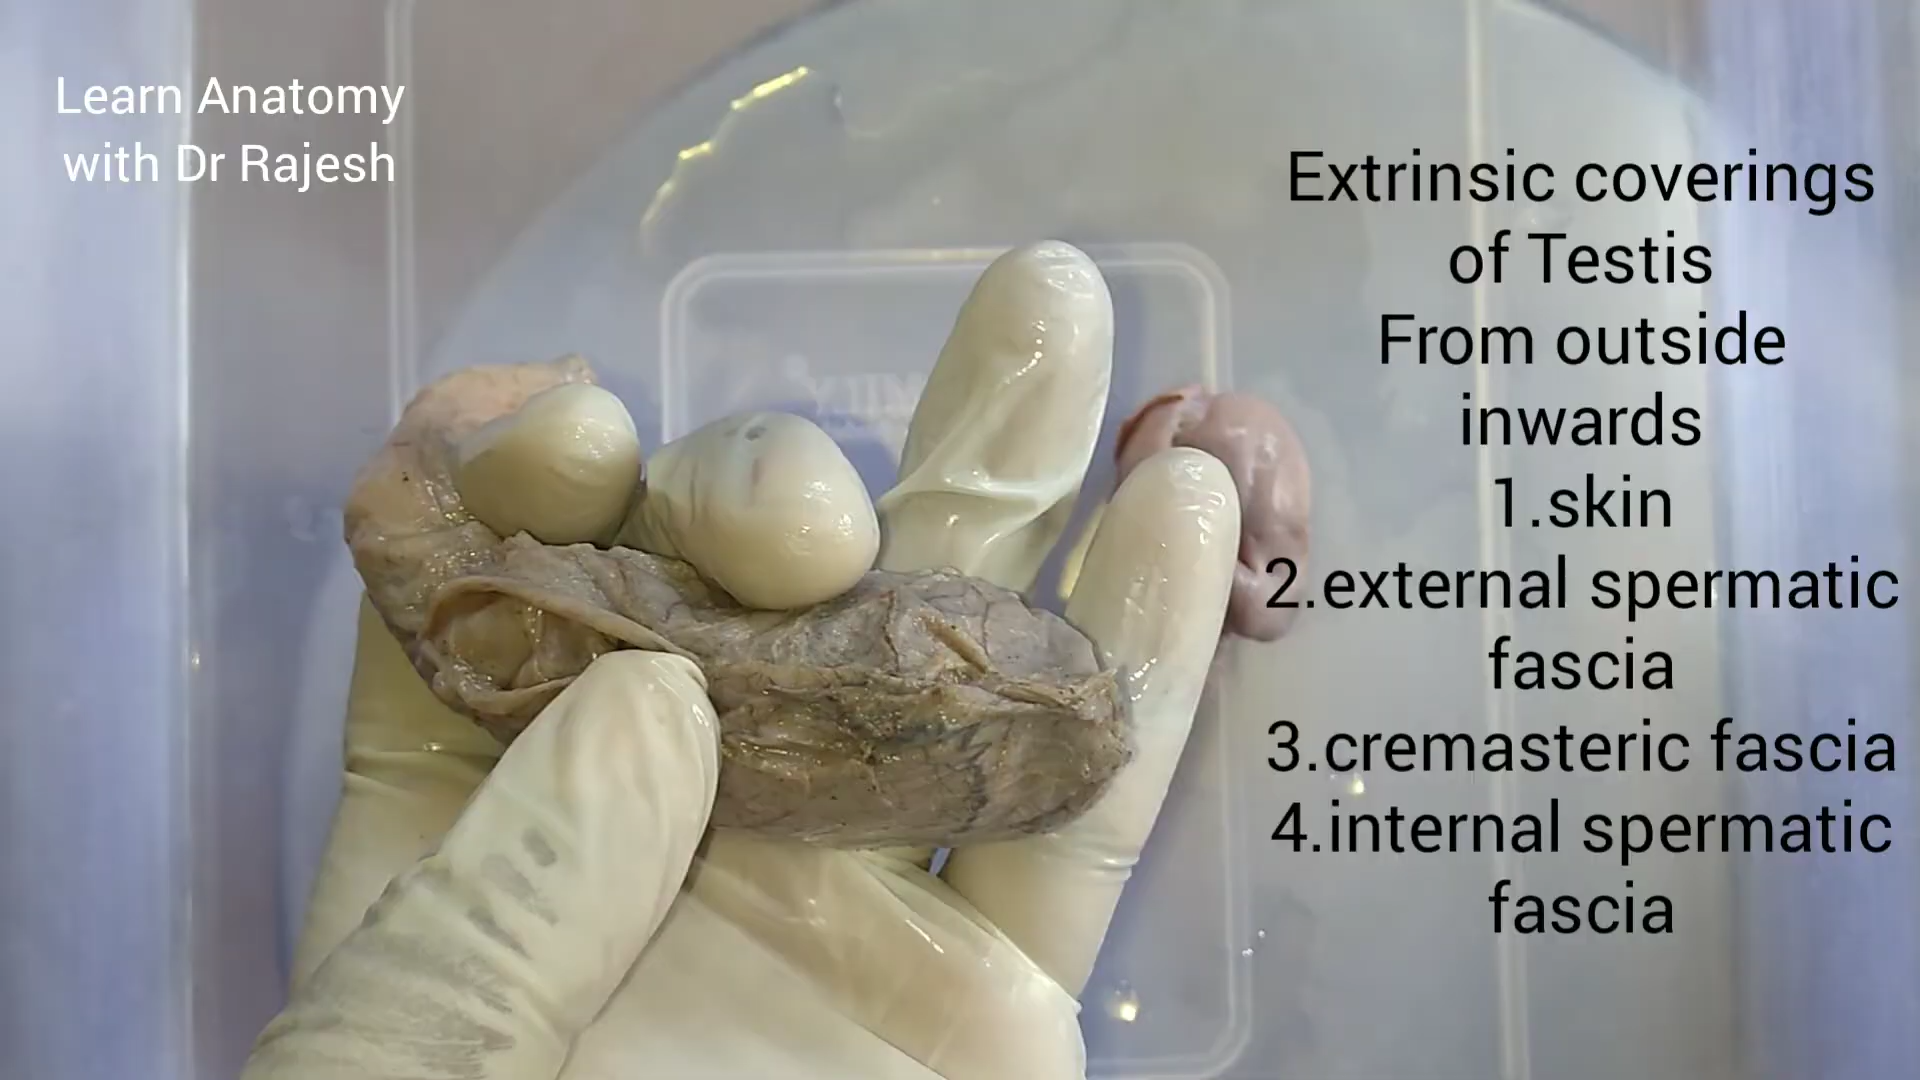 Learn Anatomy
with Dr Rajesh
Extrinsic coverings
of Testis
From outside
inwards
1.skin
2.external spermatic
fascia
3.cremasteric fascia
4.internal spermatic
fascia